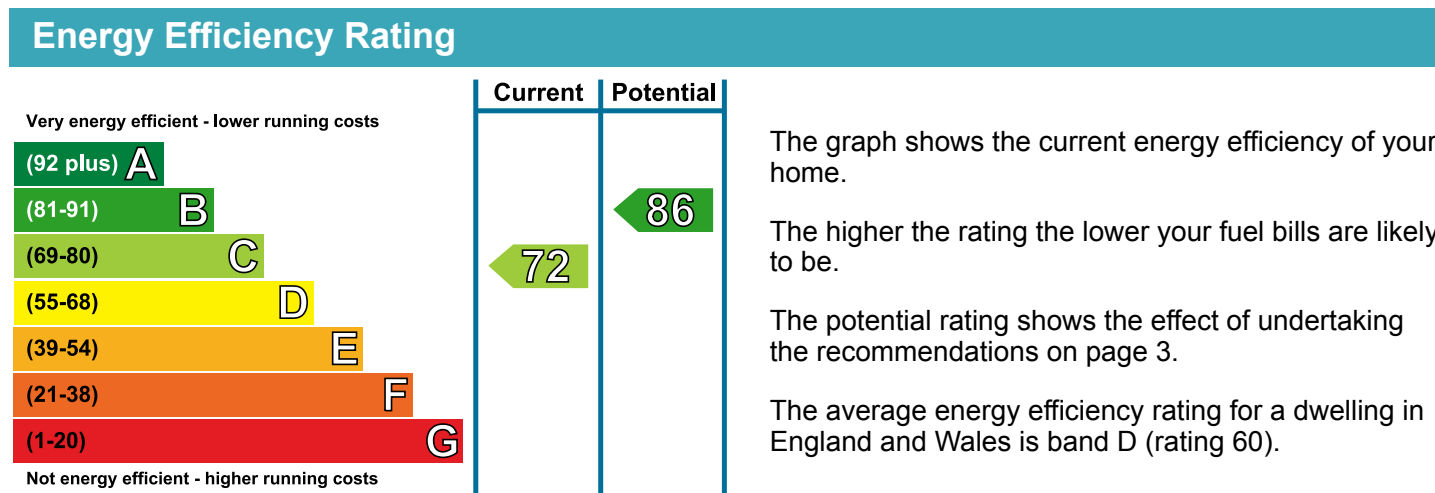 Energy Efficiency Rating
Current
Potential
Very energy efficient - lower running costs
(92 plus) A
(81-91) B
86
(69-80) C
72
(55-68) D
(39-54) E
(21-38) F
(1-20) G
Not energy efficient - higher running costs
The graph shows the current energy efficiency of your
home.
The higher the rating the lower your fuel bills are likely
to be.
The potential rating shows the effect of undertaking
the recommendations on page 3.
The average energy efficiency rating for a dwelling in
England and Wales is band D (rating 60).